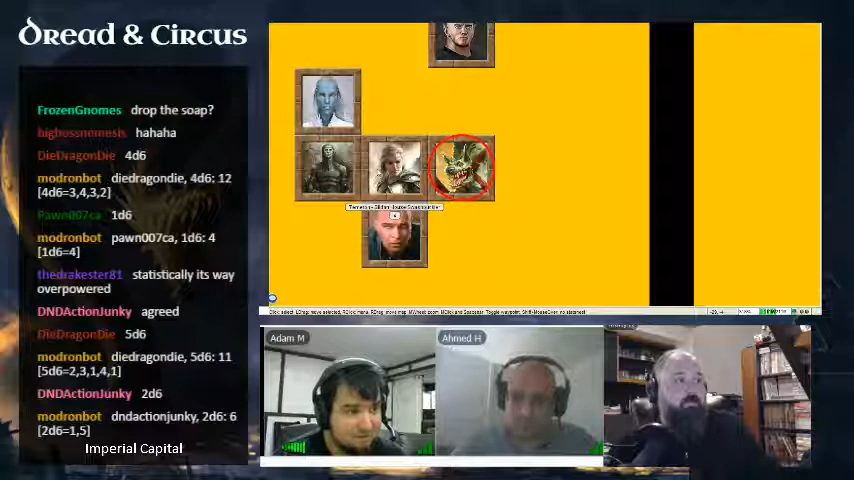 Dread & Circus
FrozenGnomes drop the soap?
bigbossnomesis hahaha
DieDragonDie 4d6
modronbot diedragondie, 4d6: 12
[4d6=3,4,3,2]
Pawn007ca 1d6
modronbot pawn007ca, 1d6: 4
[1d6=4]
thedrakester81 statistically its way
overpowered
DNDActionJunky agreed
DieDragonDie 5d6
modronbot diedragondie, 5d6: 11
[5d6=2,3,1,4,1]
DNDActionJunky 2d6
modronbot dndactionjunky, 2d6: 6
[2d6=1,5]
Imperial Capital
Adam M
Ahmed H